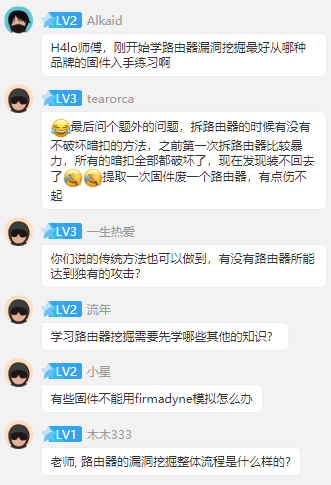 LV2 Alkaid
H4lo师傅，刚开始学路由器漏洞挖掘最好从哪种
品牌的固件入手练习啊
LV3 tearorca
最后问个题外的问题，拆路由器的时候有没有
不破坏暗扣的方法，之前第一次拆路由器比较暴
力，所有的暗扣全部都破坏了，现在发现装不回去
了提取一次固件废一个路由器，有点伤不
起
LV3 一生热爱
你们说的传统方法也可以做到，有没有路由器所能
达到独有的攻击?
LV2 流年
学习路由器挖掘需要先学哪些其他的知识?
LV2 小星
有些固件不能用firmadyne模拟怎么办
LV1 木木333
老师, 路由器的漏洞挖掘整体流程是什么样的?